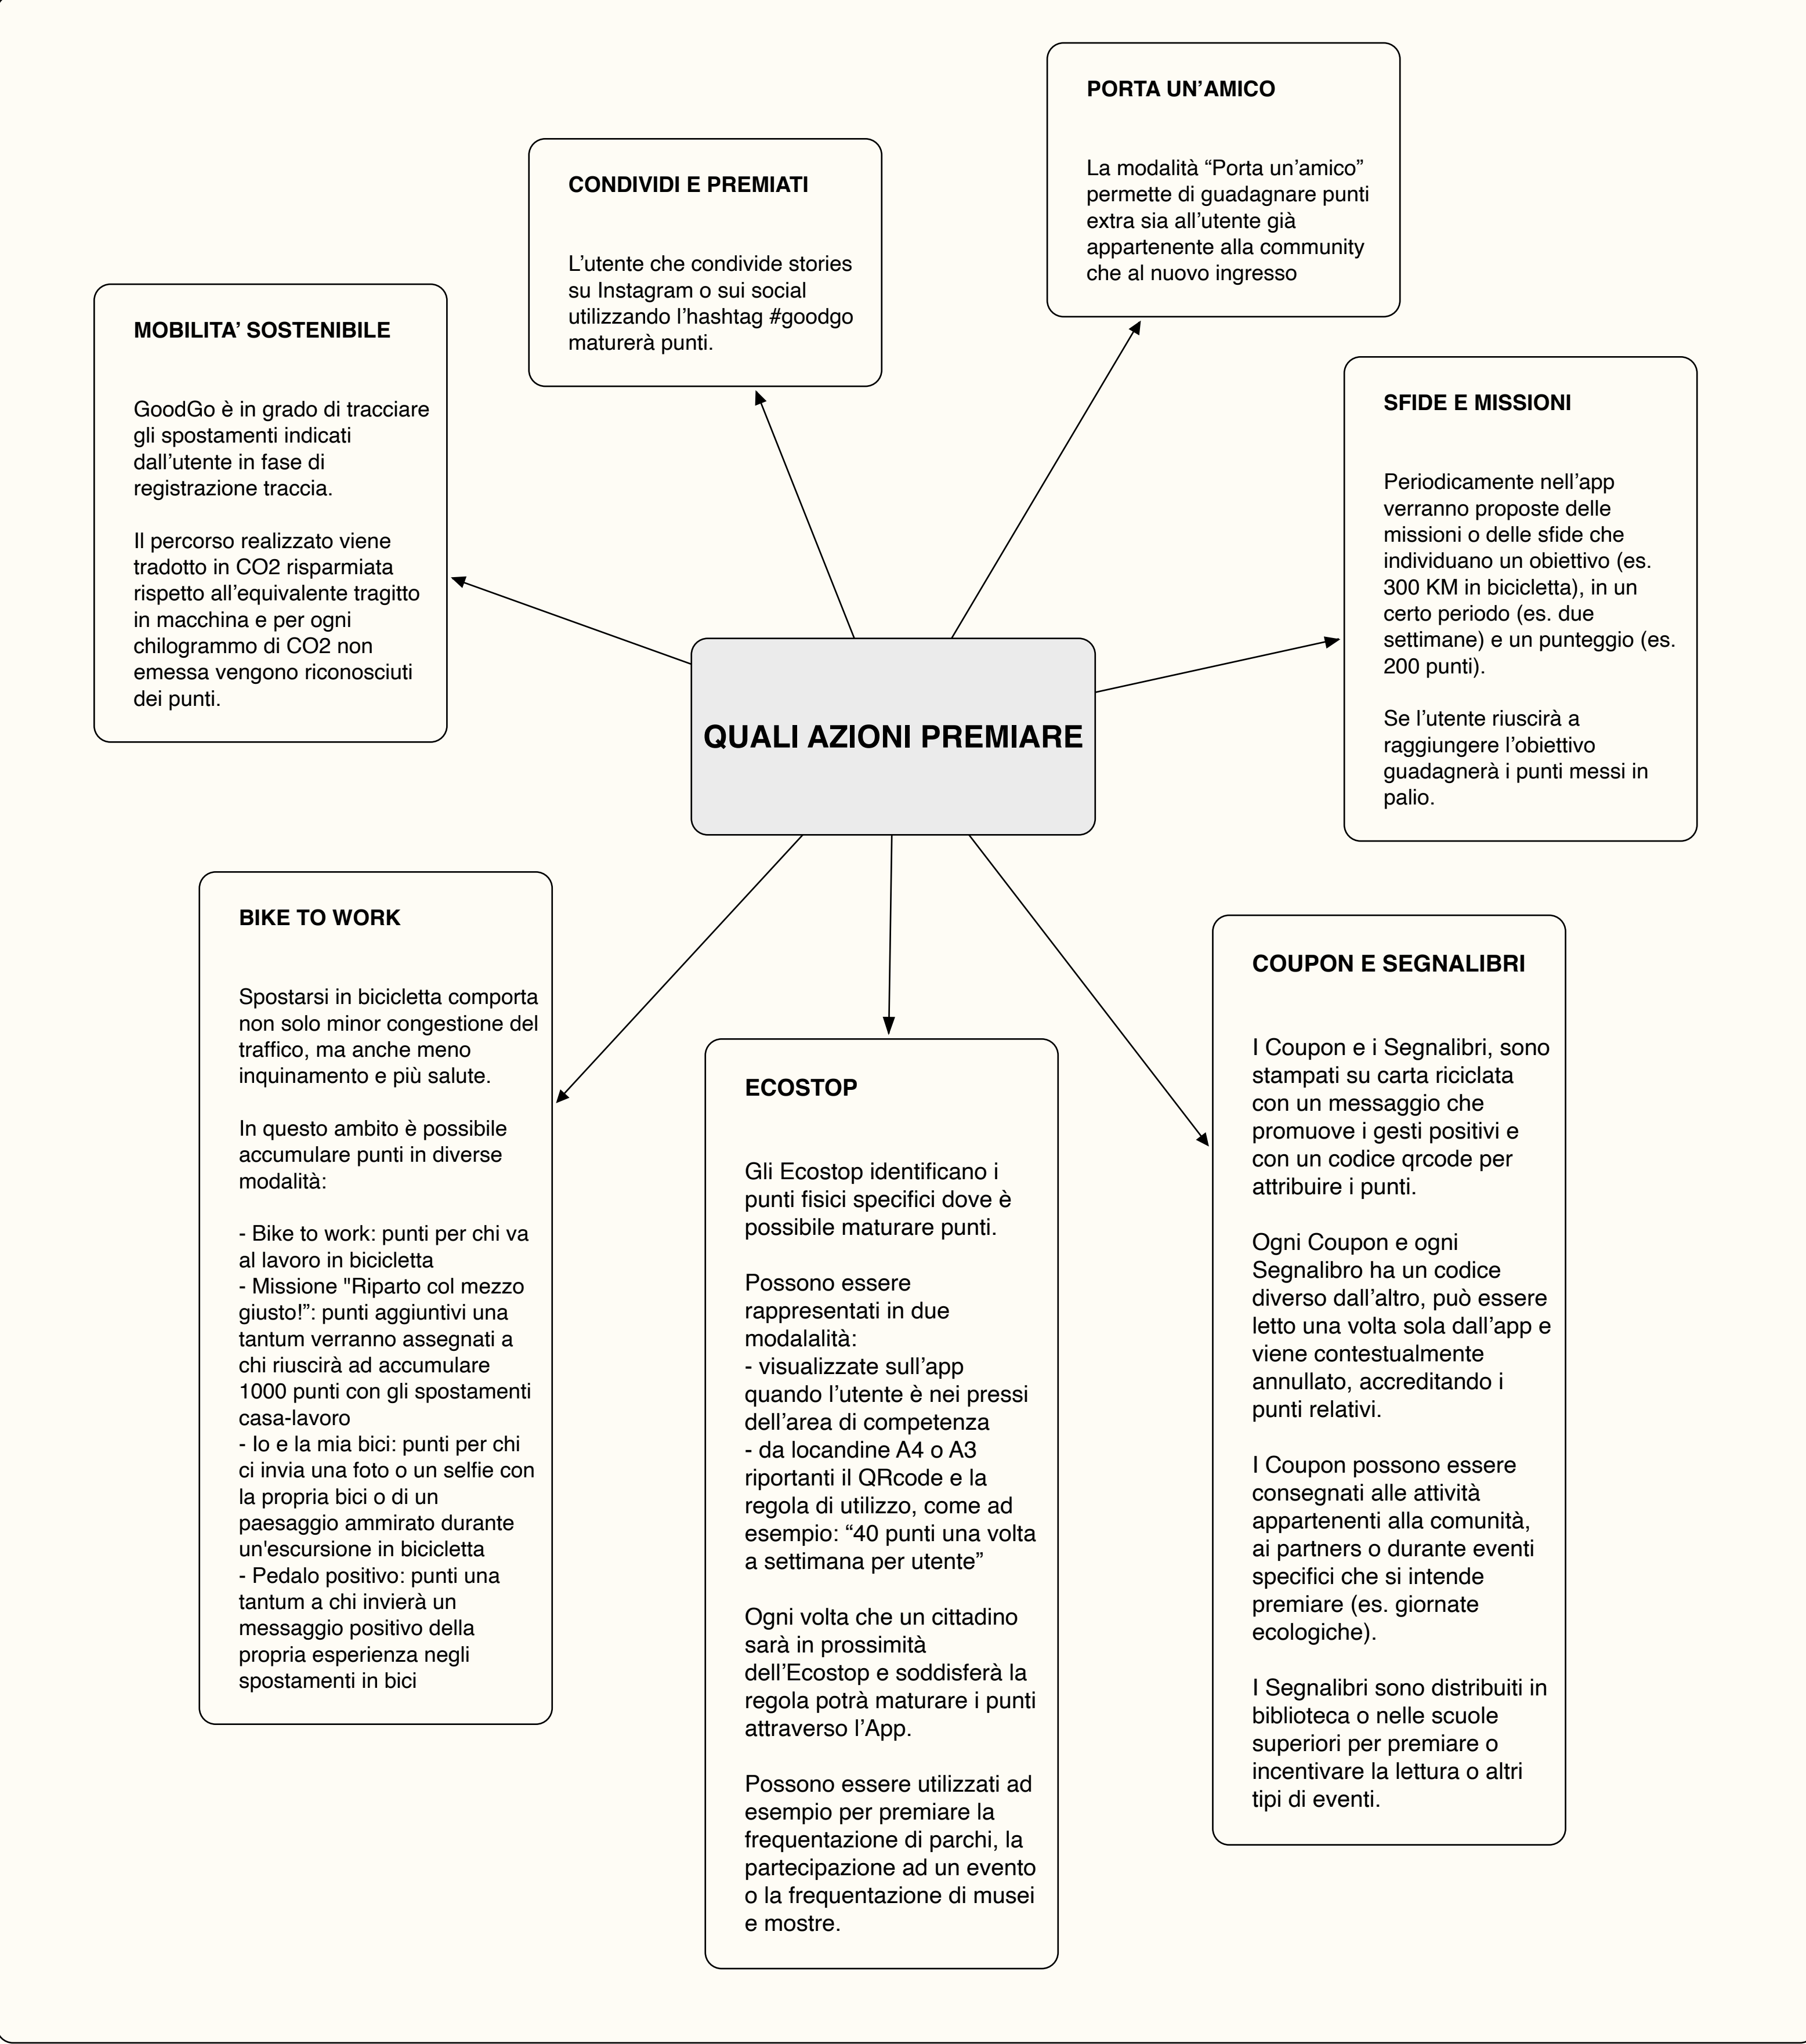 PORTA UN’AMICO
La modalità “Porta un’amico”
permette di guadagnare punti
extra sia all’utente già
appartenente alla community
che al nuovo ingresso
CONDIVIDI E PREMIATI
L’utente che condivide stories
su Instagram o sui social
utilizzando l’hashtag #goodgo
maturerà punti.
MOBILITA’ SOSTENIBILE
GoodGo è in grado di tracciare
gli spostamenti indicati
dall’utente in fase di
registrazione traccia.
Il percorso realizzato viene
tradotto in CO2 risparmiata
rispetto all’equivalente tragitto
in macchina e per ogni
chilogrammo di CO2 non
emessa vengono riconosciuti
dei punti.
SFIDE E MISSIONI
Periodicamente nell’app
verranno proposte delle
missioni o delle sfide che
individuano un obiettivo (es.
300 KM in bicicletta), in un
certo periodo (es. due
settimane) e un punteggio (es.
200 punti).
Se l’utente riuscirà a
raggiungere l’obiettivo
guadagnerà i punti messi in
palio.
QUALI AZIONI PREMIARE
BIKE TO WORK
Spostarsi in bicicletta comporta
non solo minor congestione del
traffico, ma anche meno
inquinamento e più salute.
In questo ambito è possibile
accumulare punti in diverse
modalità:
- Bike to work: punti per chi va
al lavoro in bicicletta
- Missione "Riparto col mezzo
giusto!”: punti aggiuntivi una
tantum verranno assegnati a
chi riuscirà ad accumulare
1000 punti con gli spostamenti
casa-lavoro
- Io e la mia bici: punti per chi
ci invia una foto o un selfie con
la propria bici o di un
paesaggio ammirato durante
un'escursione in bicicletta
- Pedalo positivo: punti una
tantum a chi invierà un
messaggio positivo della
propria esperienza negli
spostamenti in bici
ECOSTOP
Gli Ecostop identificano i
punti fisici specifici dove è
possibile maturare punti.
Possono essere
rappresentati in due
modalalità:
- visualizzate sull’app
quando l’utente è nei pressi
dell’area di competenza
- da locandine A4 o A3
riportanti il QRcode e la
regola di utilizzo, come ad
esempio: “40 punti una volta
a settimana per utente”
Ogni volta che un cittadino
sarà in prossimità
dell’Ecostop e soddisferà la
regola potrà maturare i punti
attraverso l’App.
Possono essere utilizzati ad
esempio per premiare la
frequentazione di parchi, la
partecipazione ad un evento
o la frequentazione di musei
e mostre.
COUPON E SEGNALIBRI
I Coupon e i Segnalibri, sono
stampati su carta riciclata
con un messaggio che
promuove i gesti positivi e
con un codice qrcode per
attribuire i punti.
Ogni Coupon e ogni
Segnalibro ha un codice
diverso dall’altro, può essere
letto una volta sola dall’app e
viene contestualmente
annullato, accreditando i
punti relativi.
I Coupon possono essere
consegnati alle attività
appartenenti alla comunità,
ai partners o durante eventi
specifici che si intende
premiare (es. giornate
ecologiche).
I Segnalibri sono distribuiti in
biblioteca o nelle scuole
superiori per premiare o
incentivare la lettura o altri
tipi di eventi.